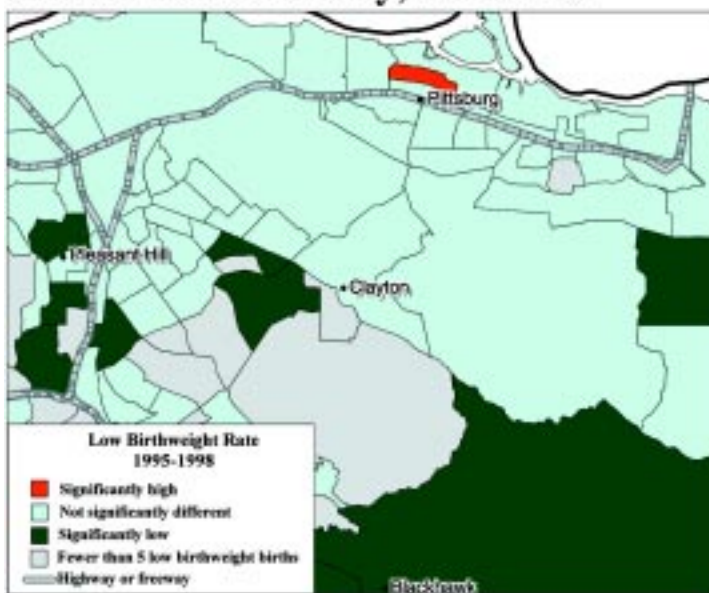 Pittsburg
Pleasant Hill
Clayton
Low Birthweight Rate
1995-1998
Significantly high
Not significantly different
Significantly low
Fewer than 5 low birthweight births
Highway or freeway
Blackhawk